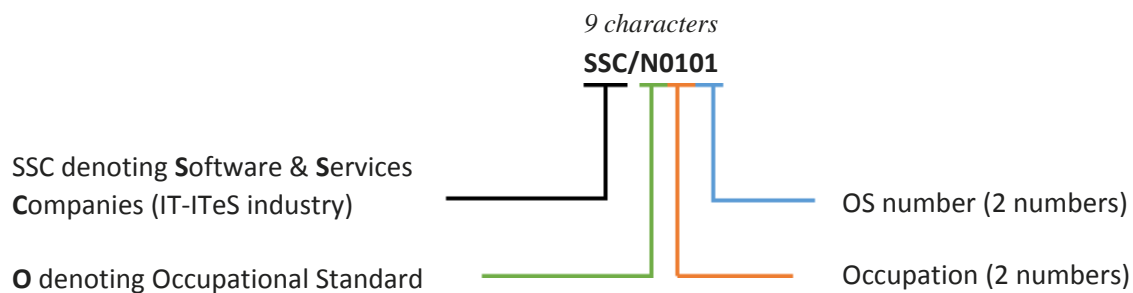 9 characters
SSC/N0101
SSC denoting Software & Services
Companies (IT-ITeS industry)
OS number (2 numbers)
O denoting Occupational Standard
Occupation (2 numbers)